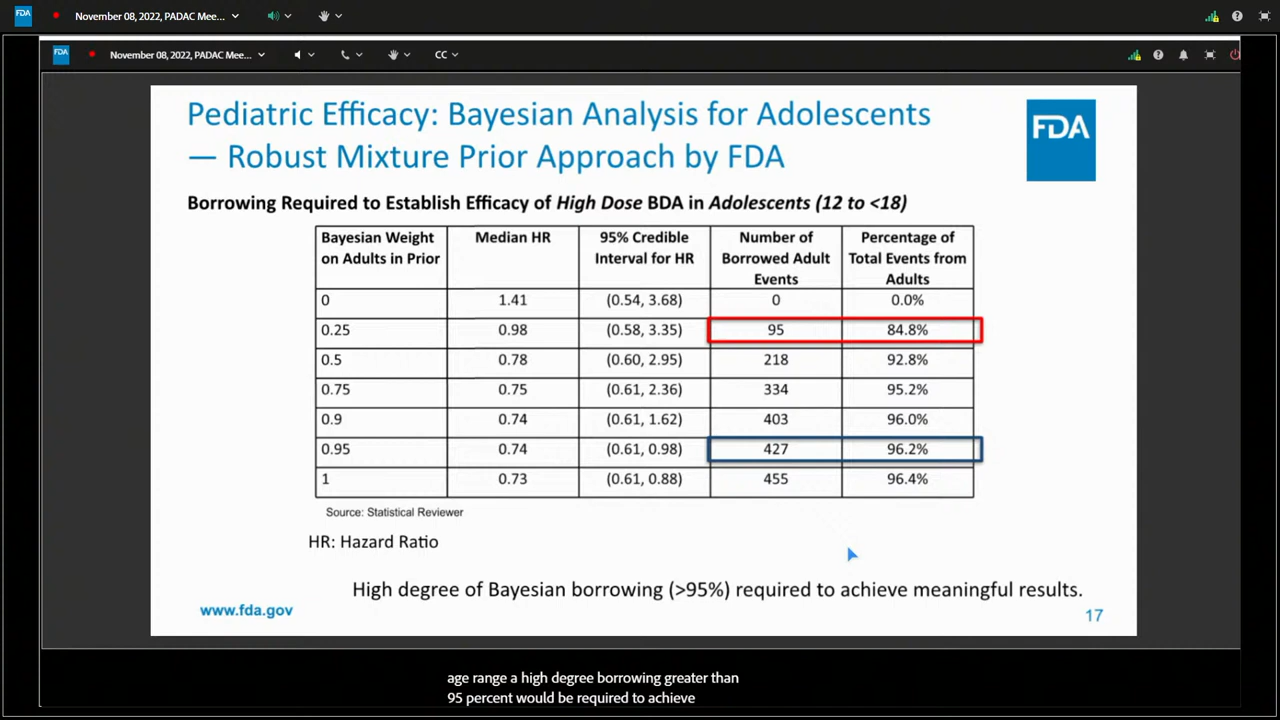 FDA November 08, 2022, PADAC Mee...
FDA November 08, 2022, PADAC Mee... CC
Pediatric Efficacy: Bayesian Analysis for Adolescents
— Robust Mixture Prior Approach by FDA
FDA
Borrowing Required to Establish Efficacy of High Dose BDA in Adolescents (12 to <18)
Bayesian Weight Median HR 95% Credible Number of Percentage of
on Adults in Prior Interval for HR Borrowed Adult Total Events from
Events Adults
0 1.41 (0.54, 3.68) 0 0.0%
0.25 0.98 (0.58, 3.35) 95 84.8%
0.5 0.78 (0.60, 2.95) 218 92.8%
0.75 0.75 (0.61, 2.36) 334 95.2%
0.9 0.74 (0.61, 1.62) 403 96.0%
0.95 0.74 (0.61, 0.98) 427 96.2%
1 0.73 (0.61, 0.88) 455 96.4%
Source: Statistical Reviewer
HR: Hazard Ratio
High degree of Bayesian borrowing (>95%) required to achieve meaningful results.
www.fda.gov 17
age range a high degree borrowing greater than
95 percent would be required to achieve